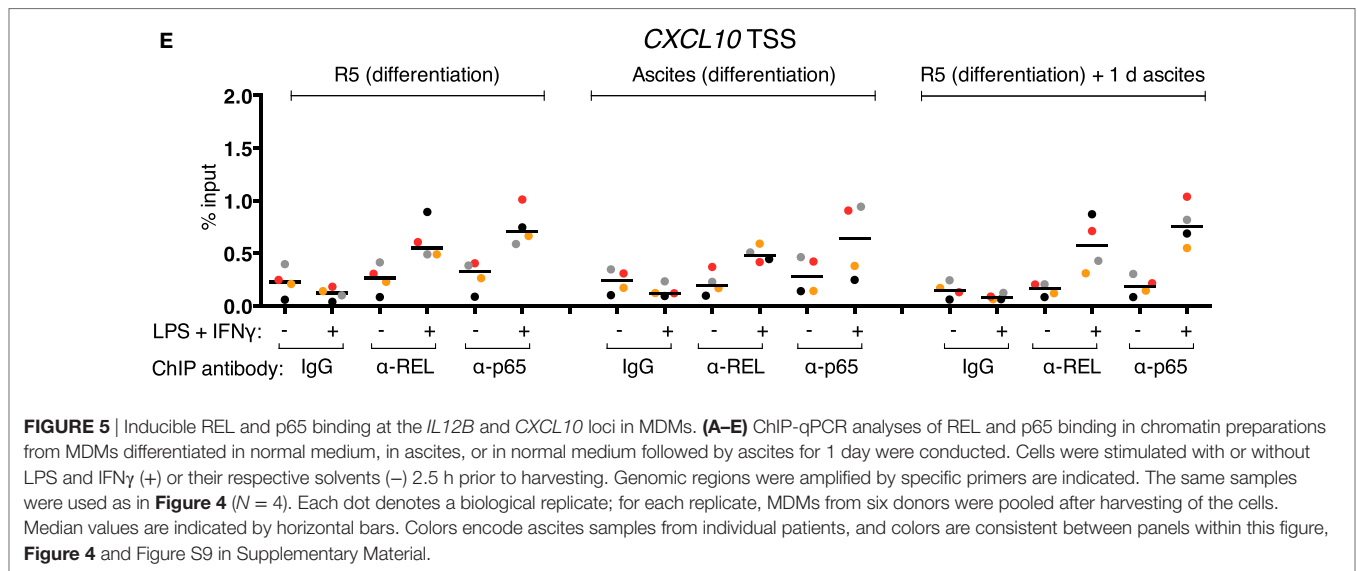 E
CXCL10 TSS
R5 (differentiation) Ascites (differentiation) R5 (differentiation) + 1 d ascites
2.0
1.5
1.0
0.5
0.0
% input
LPS + IFNγ: - + - + - + - + - + - + - + - + - +
ChIP antibody: IgG α-REL α-p65 IgG α-REL α-p65 IgG α-REL α-p65
FIGURE 5 | Inducible REL and p65 binding at the IL12B and CXCL10 loci in MDMs. (A–E) ChIP-qPCR analyses of REL and p65 binding in chromatin preparations
from MDMs differentiated in normal medium, in ascites, or in normal medium followed by ascites for 1 day were conducted. Cells were stimulated with or without
LPS and IFNγ (+) or their respective solvents (−) 2.5 h prior to harvesting. Genomic regions were amplified by specific primers are indicated. The same samples
were used as in Figure 4 (N = 4). Each dot denotes a biological replicate; for each replicate, MDMs from six donors were pooled after harvesting of the cells.
Median values are indicated by horizontal bars. Colors encode ascites samples from individual patients, and colors are consistent between panels within this figure,
Figure 4 and Figure S9 in Supplementary Material.